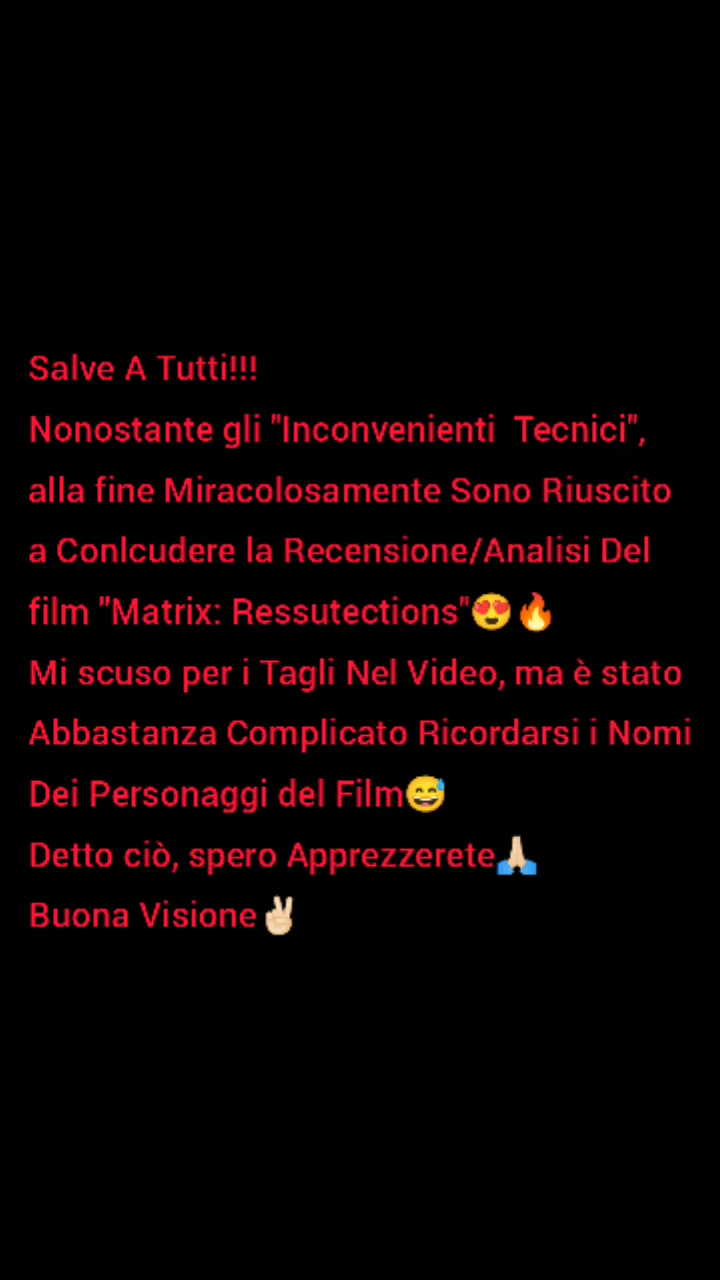 Salve A Tutti!!!
Nonostante gli "Inconvenienti  Tecnici",
alla fine Miracolosamente Sono Riuscito
a Conlcudere la Recensione/Analisi Del
film "Matrix: Ressutections"😍🔥
Mi scuso per i Tagli Nel Video, ma è stato
Abbastanza Complicato Ricordarsi i Nomi
Dei Personaggi del Film😅
Detto ciò, spero Apprezzerete🙏🏻
Buona Visione✌🏻